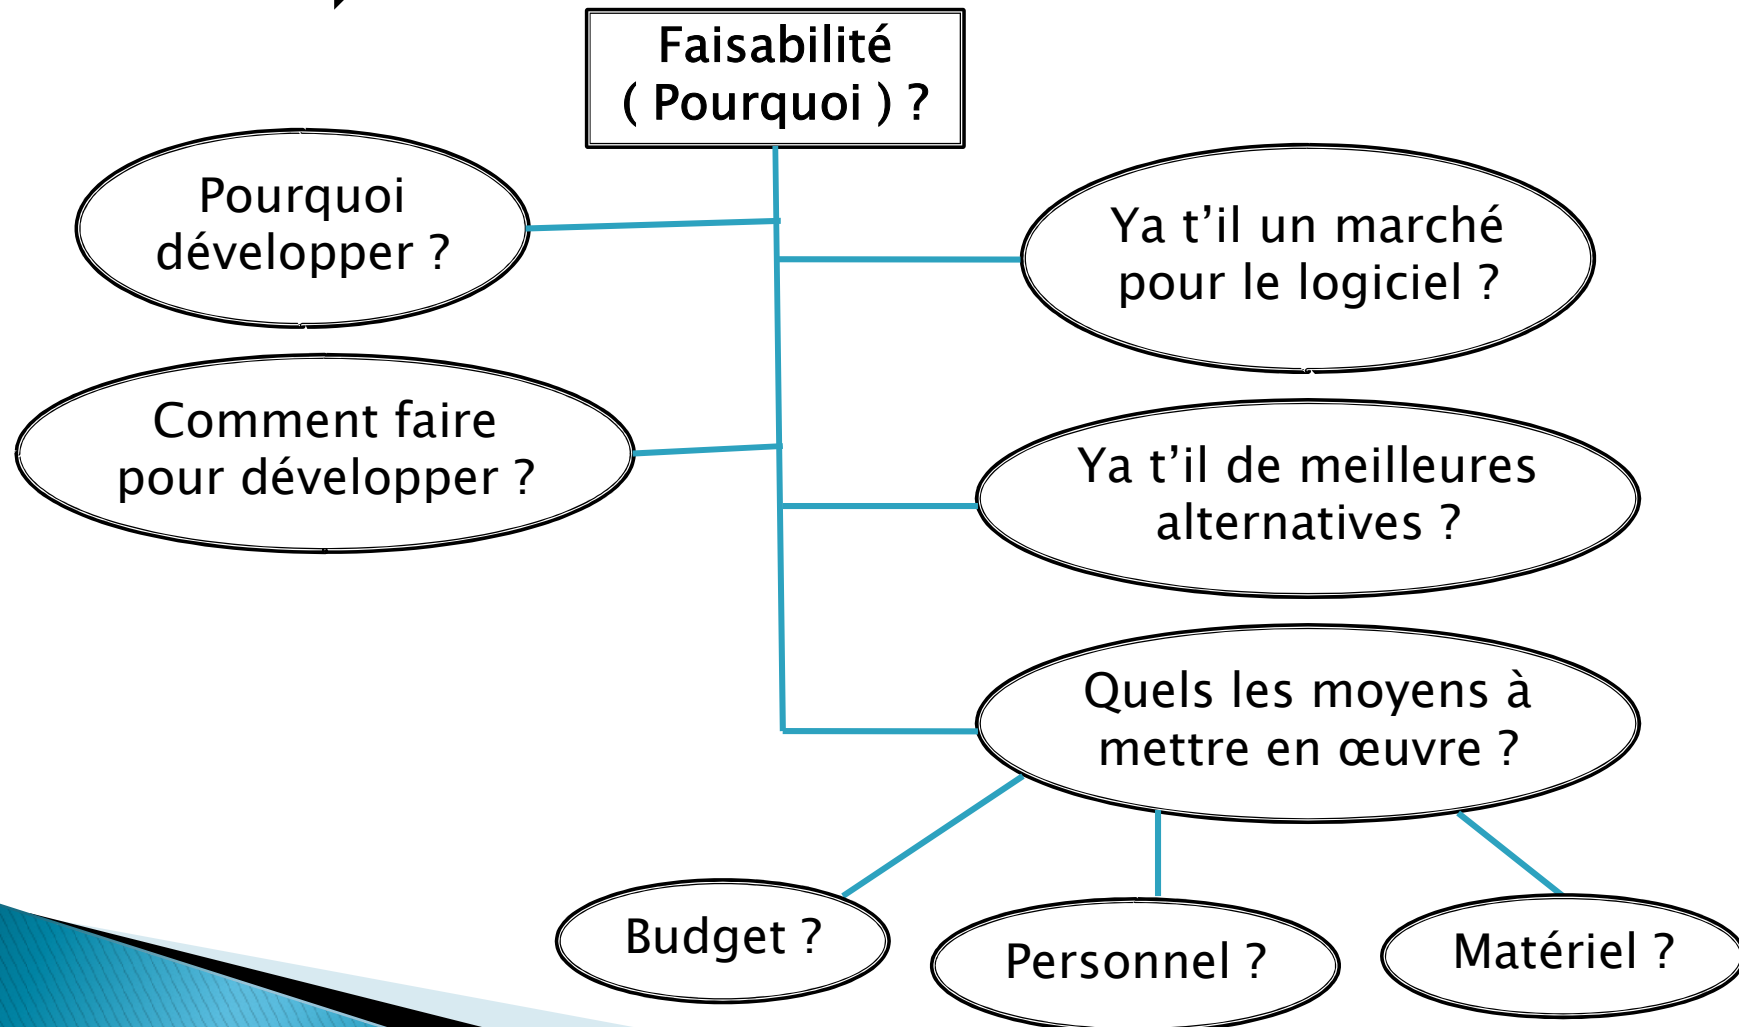 Faisabilité
( Pourquoi ) ?
Pourquoi
développer ?
Ya t’il un marché
pour le logiciel ?
Comment faire
pour développer ?
Ya t’il de meilleures
alternatives ?
Quels les moyens à
mettre en œuvre ?
Budget ?
Personnel ?
Matériel ?